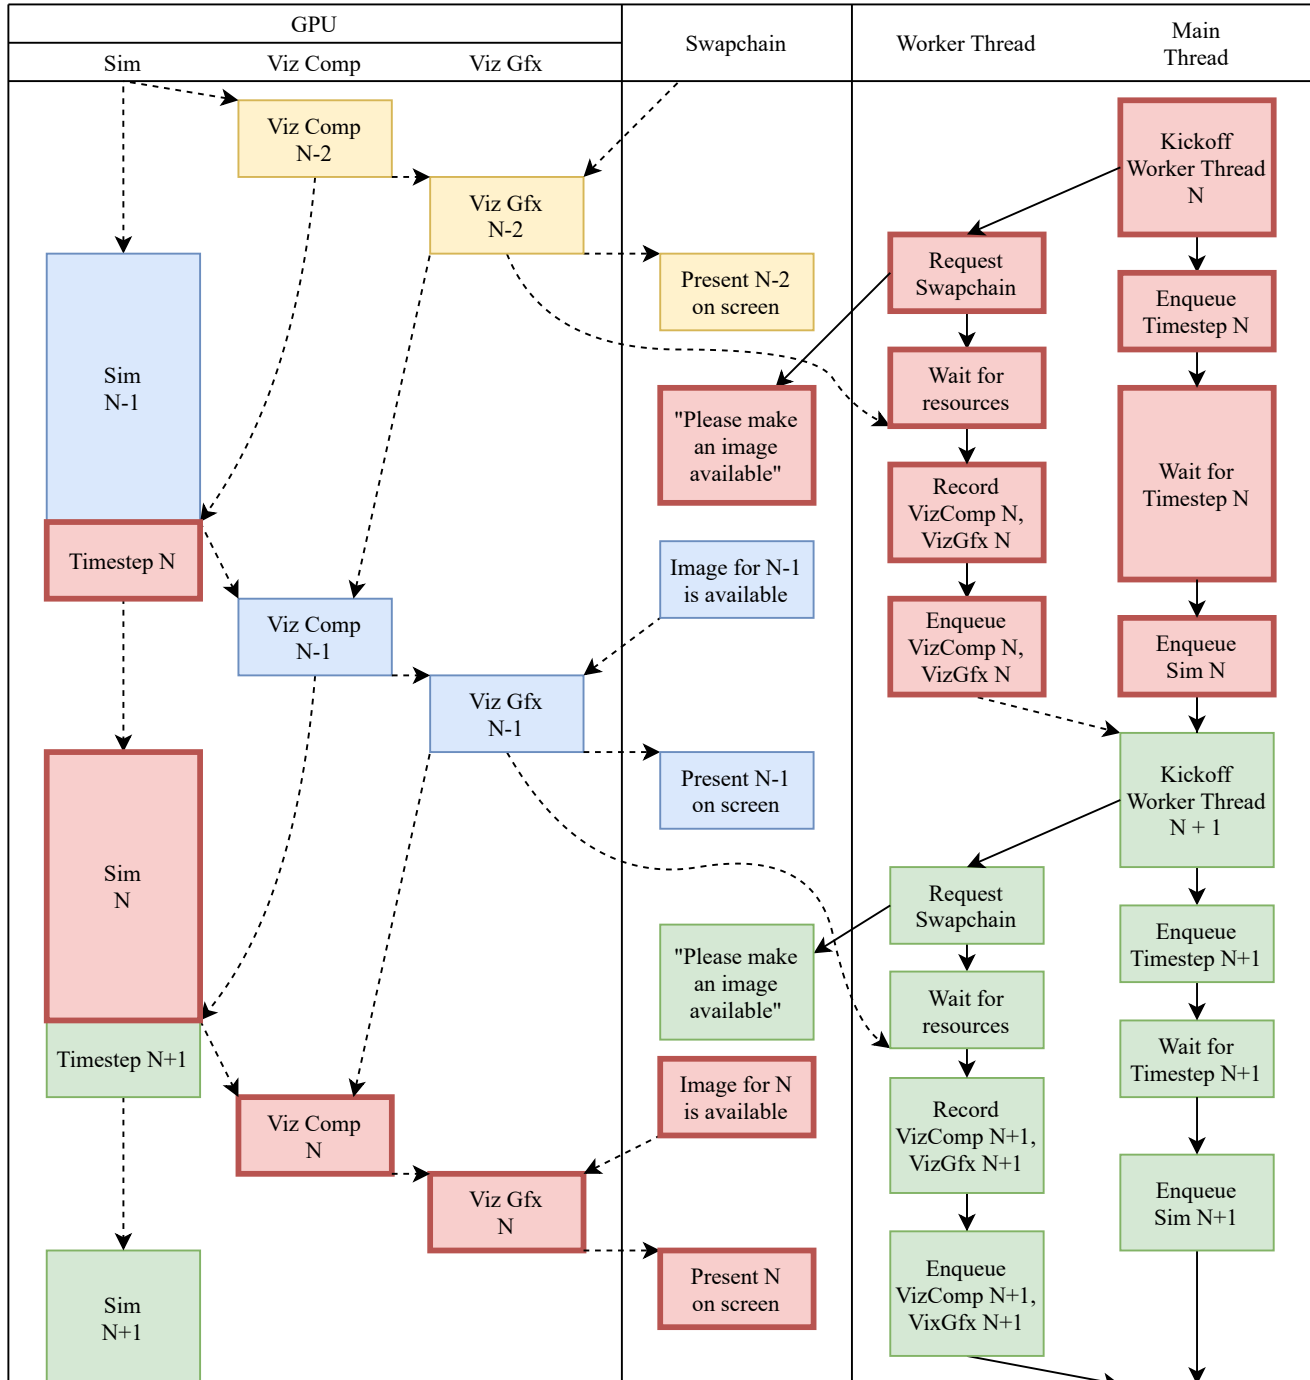 GPU
Swapchain
Worker Thread
Main
Thread
Sim
Viz Comp
Viz Gfx
Viz Comp
N-2
Viz Gfx
N-2
Present N-2
on screen
Sim
N-1
Timestep N
"Please make
an image
available"
Image for N-1
is available
Viz Comp
N-1
Viz Gfx
N-1
Present N-1
on screen
Sim
N
Timestep N+1
"Please make
an image
available"
Image for N
is available
Viz Comp
N
Viz Gfx
N
Present N
on screen
Sim
N+1
Kickoff
Worker Thread
N
Request
Swapchain
Enqueue
Timestep N
Wait for
resources
Wait for
Timestep N
Record
VizComp N,
VizGfx N
Enqueue
VizComp N,
VizGfx N
Enqueue
Sim N
Kickoff
Worker Thread
N + 1
Request
Swapchain
Enqueue
Timestep N+1
Wait for
resources
Wait for
Timestep N+1
Record
VizComp N+1,
VizGfx N+1
Enqueue
Sim N+1
Enqueue
VizComp N+1,
VixGfx N+1